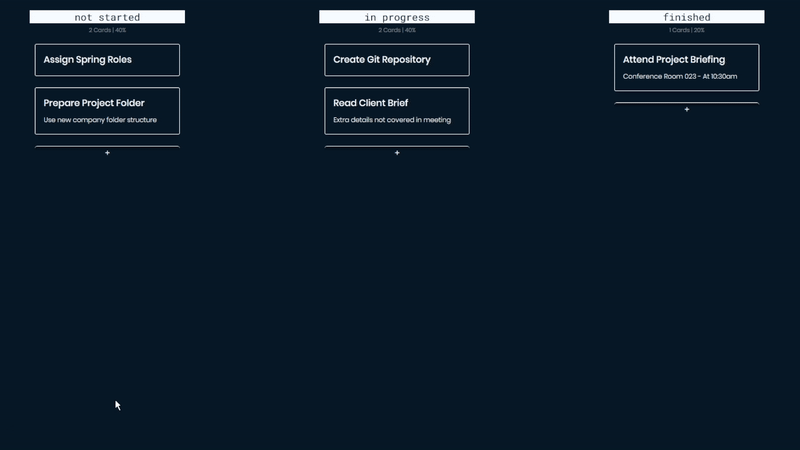 not started
2 Cards | 40%
Assign Spring Roles
Prepare Project Folder
Use new company folder structure
+
in progress
2 Cards | 40%
Create Git Repository
Read Client Brief
Extra details not covered in meeting
+
finished
1 Cards | 20%
Attend Project Briefing
Conference Room 023 - At 10:30am
+